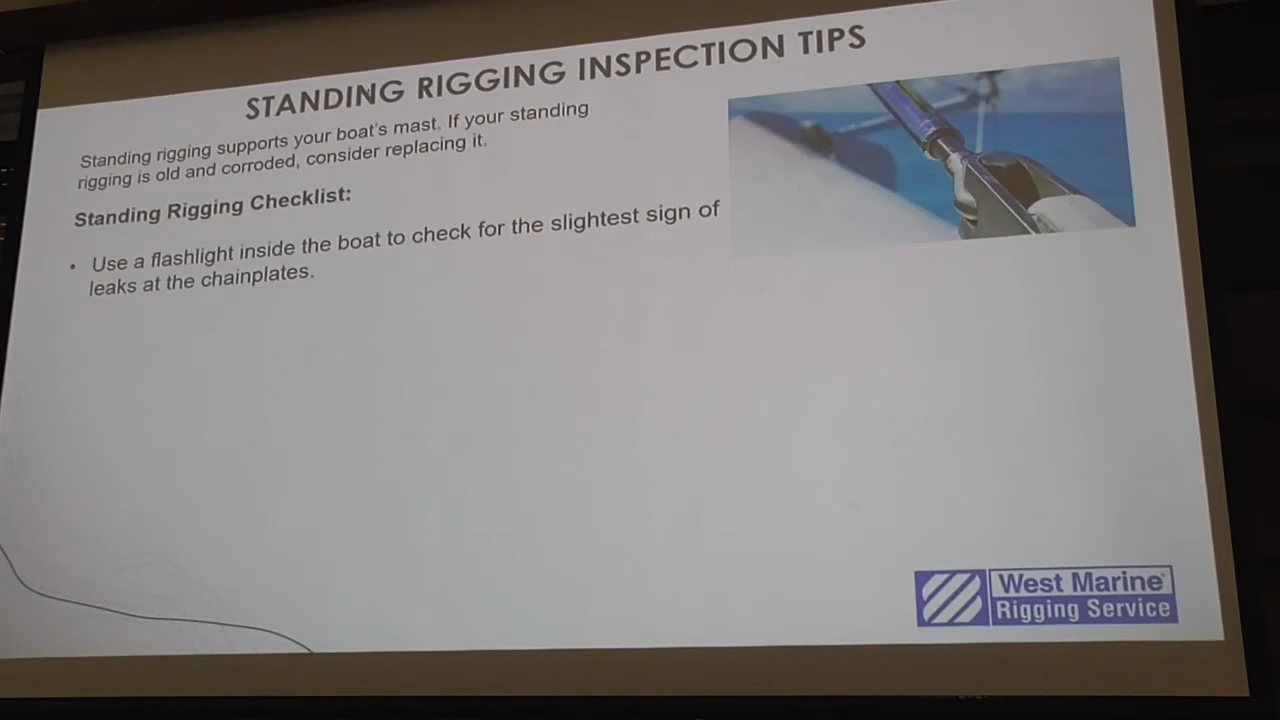 STANDING RIGGING INSPECTION TIPS
Standing rigging supports your boat's mast. If your standing
rigging is old and corroded, consider replacing it.
Standing Rigging Checklist:
• Use a flashlight inside the boat to check for the slightest sign of
leaks at the chainplates.
West Marine
Rigging Service